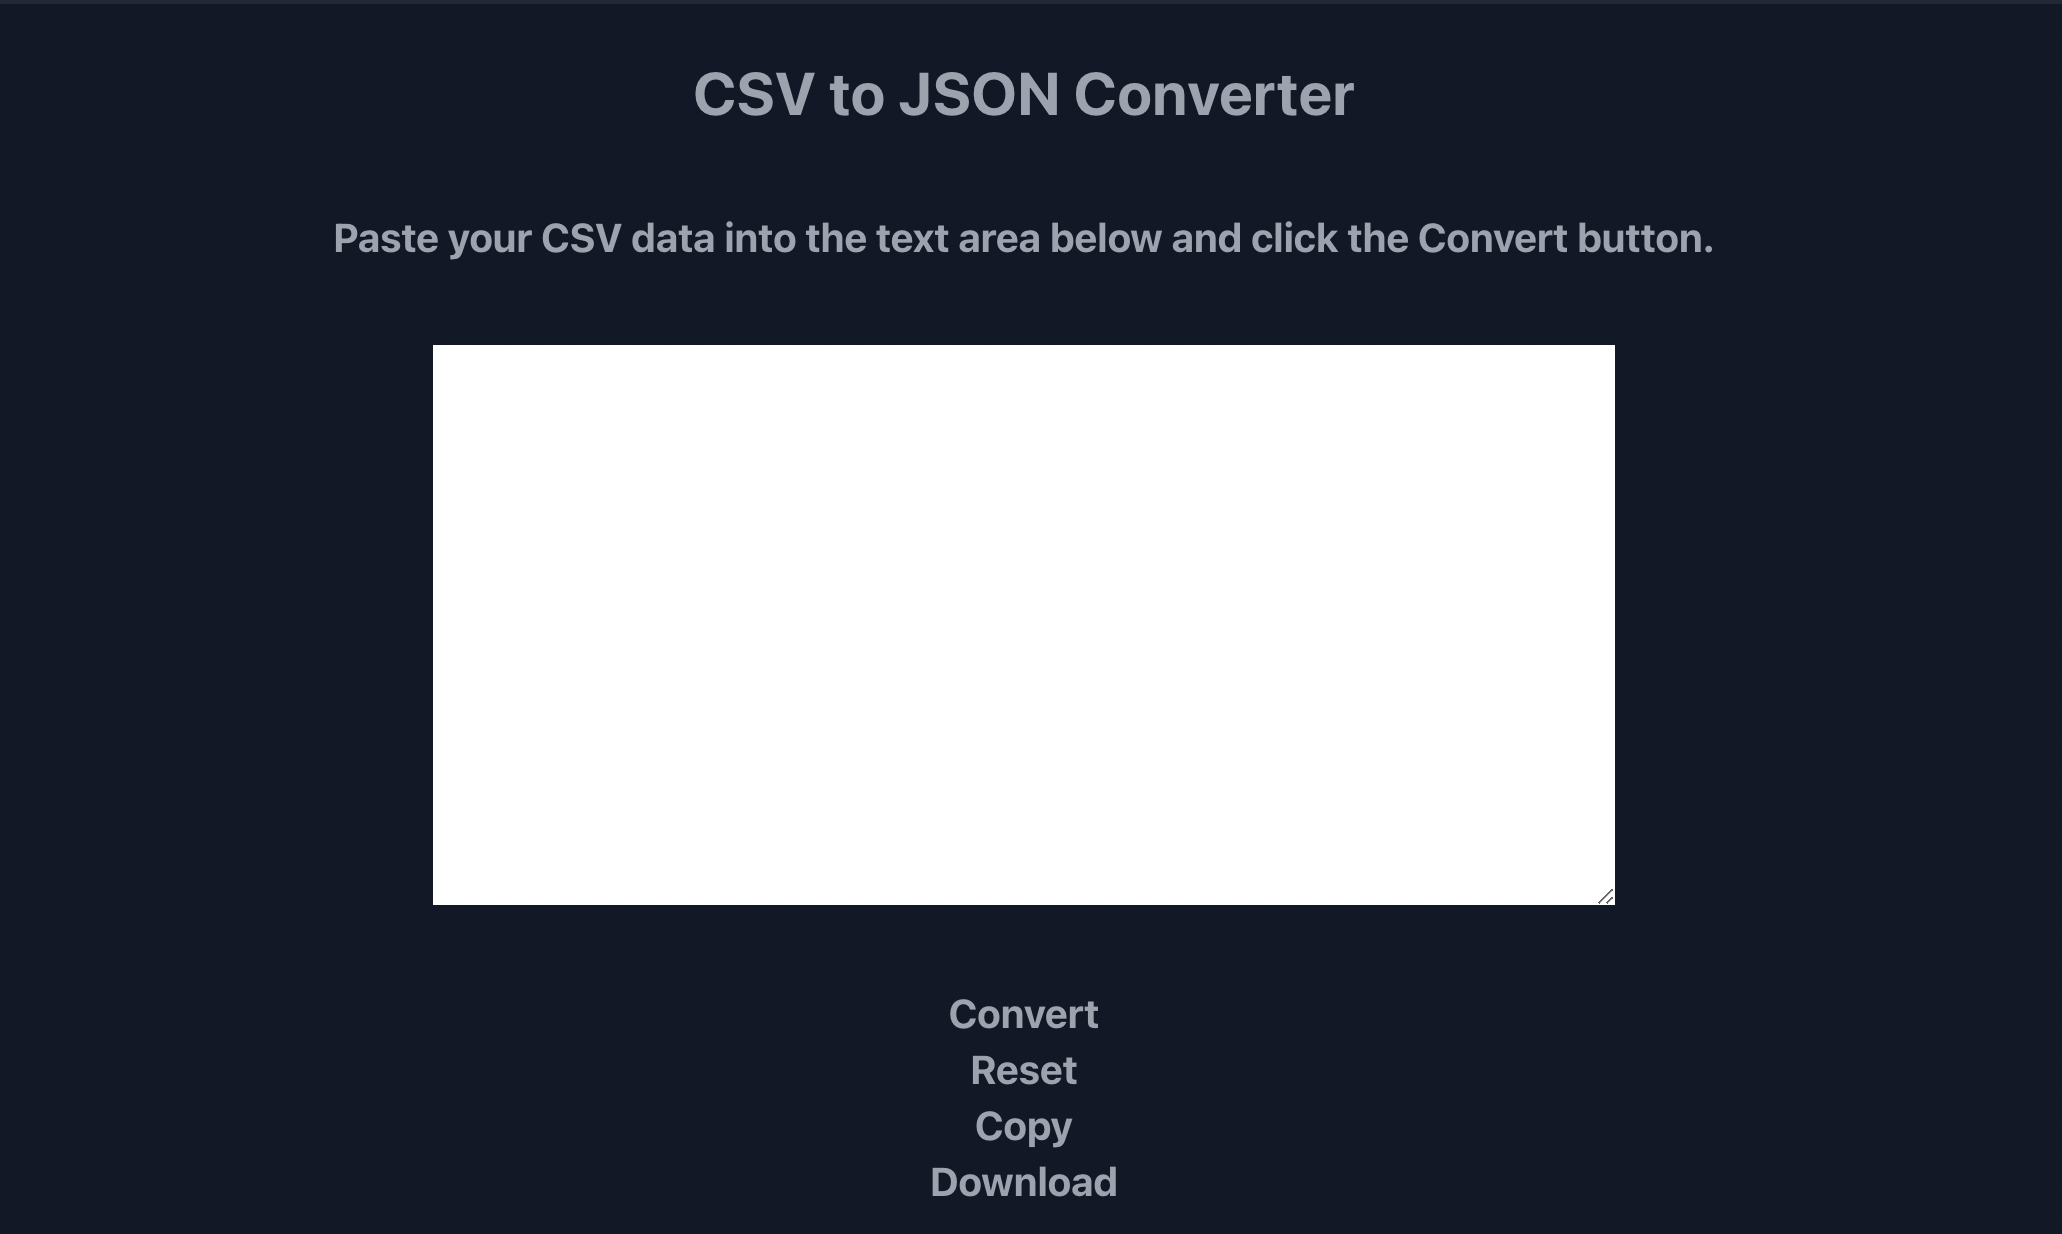 CSV to JSON Converter
Paste your CSV data into the text area below and click the Convert button.
Convert
Reset
Copy
Download